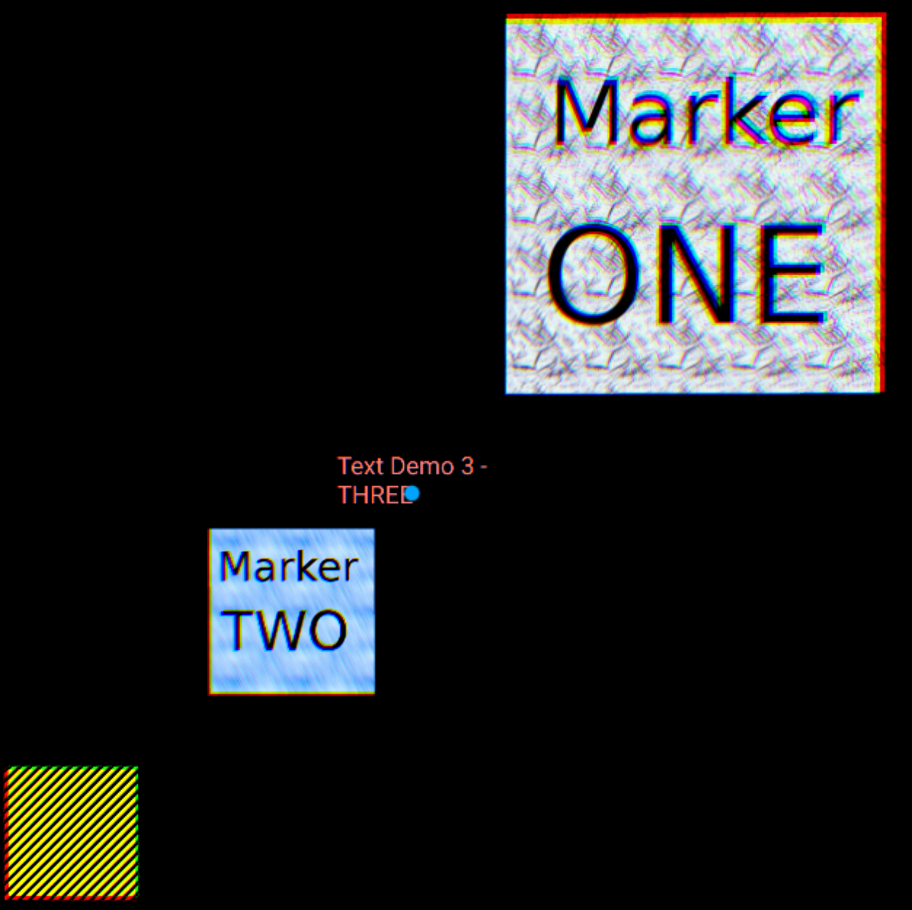 Marker
ONE
Text Demo 3 -
THREE
Marker
TWO